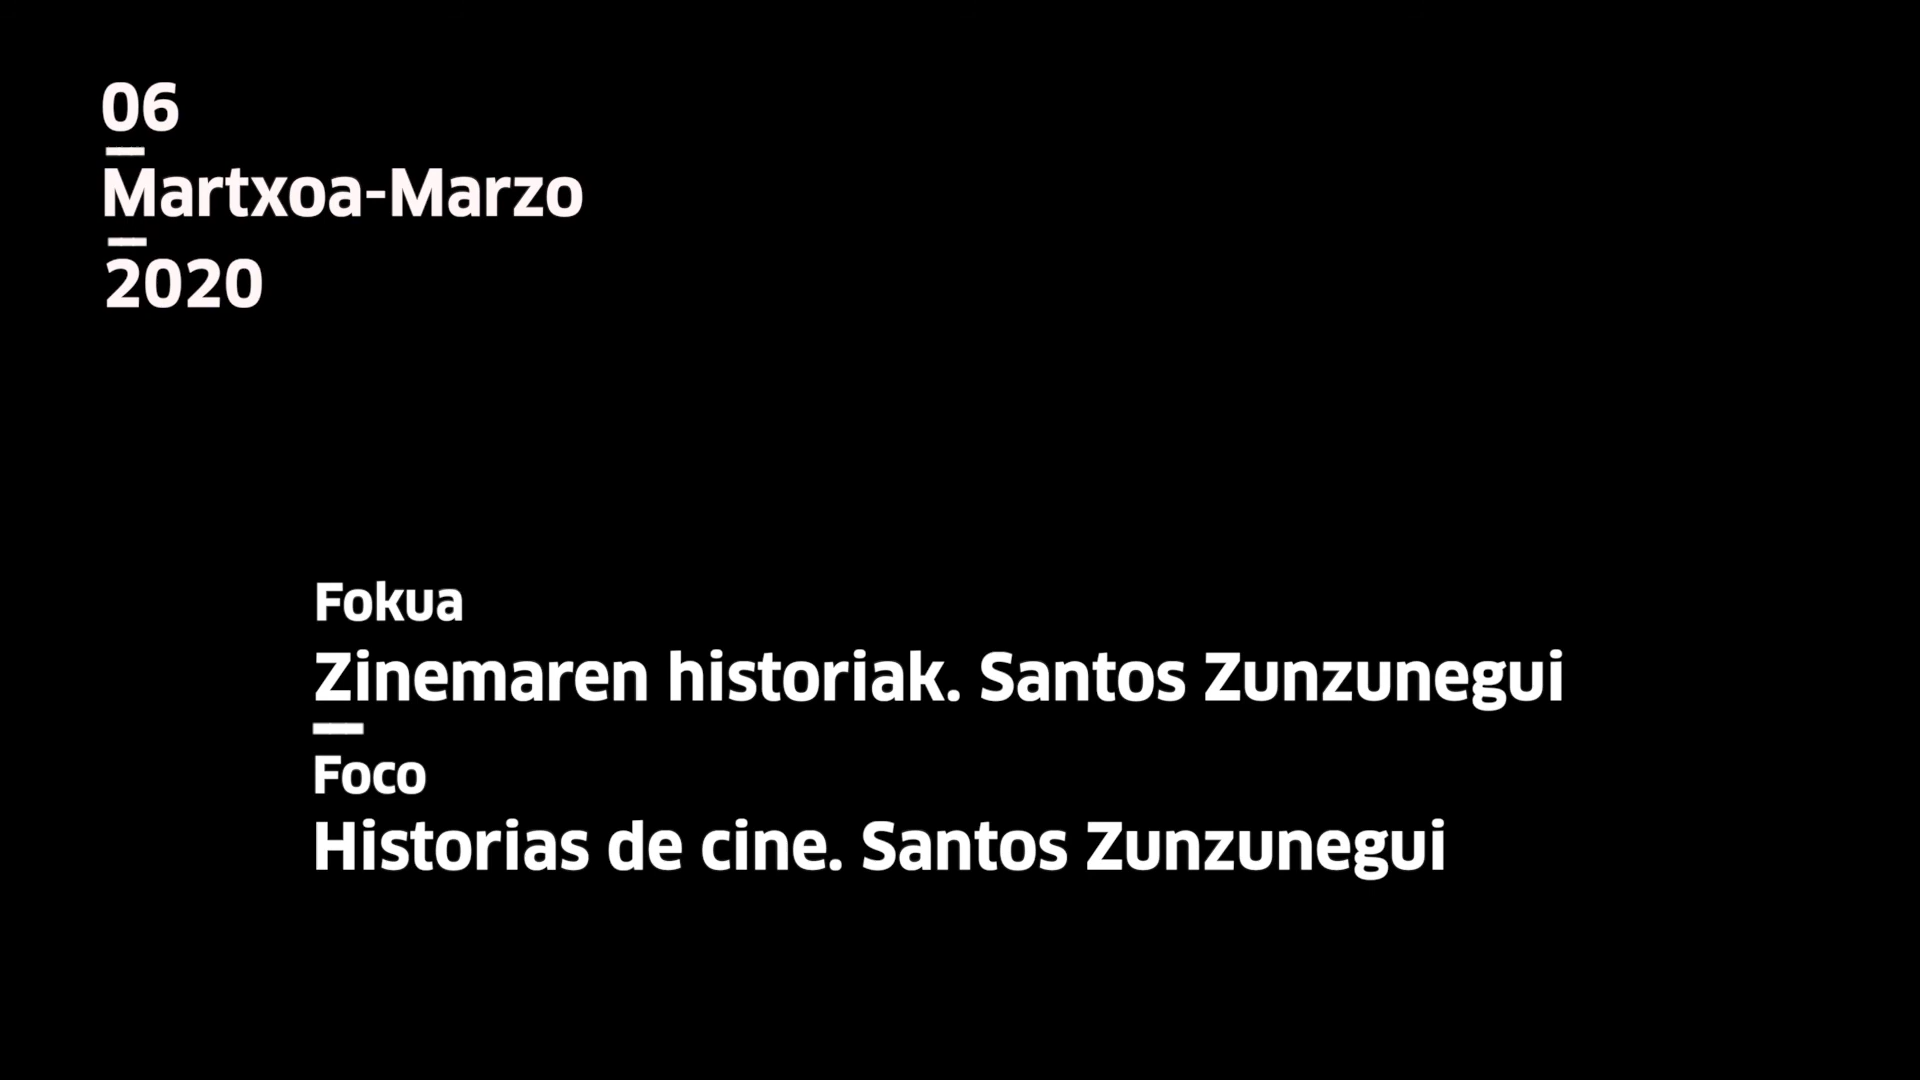 06
Martxoa-Marzo
2020
Fokua
Zinemaren historiak. Santos Zunzunegui
Foco
Historias de cine. Santos Zunzunegui